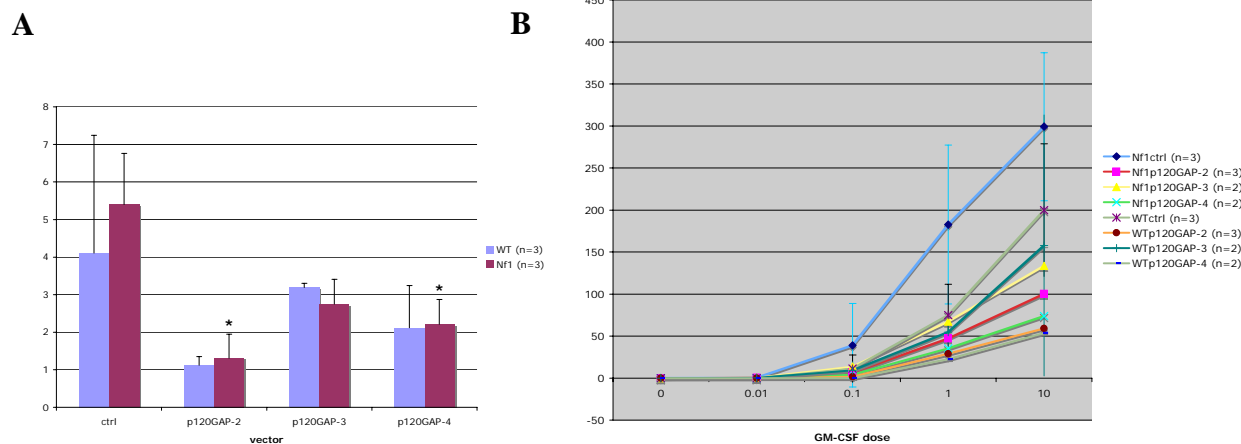 A
8
7
6
5
4
3
2
1
0
*
*
ctrl p120GAP-2 p120GAP-3 p120GAP-4
vector
WT (n=3)
Nf1 (n=3)
B
450
400
350
300
250
200
150
100
50
0
-50
0 0.01 0.1 1 10
GM-CSF dose
Nf1ctrl (n=3)
Nf1p120GAP-2 (n=3)
Nf1p120GAP-3 (n=2)
Nf1p120GAP-4 (n=2)
WTctrl (n=3)
WTp120GAP-2 (n=3)
WTp120GAP-3 (n=2)
WTp120GAP-4 (n=2)